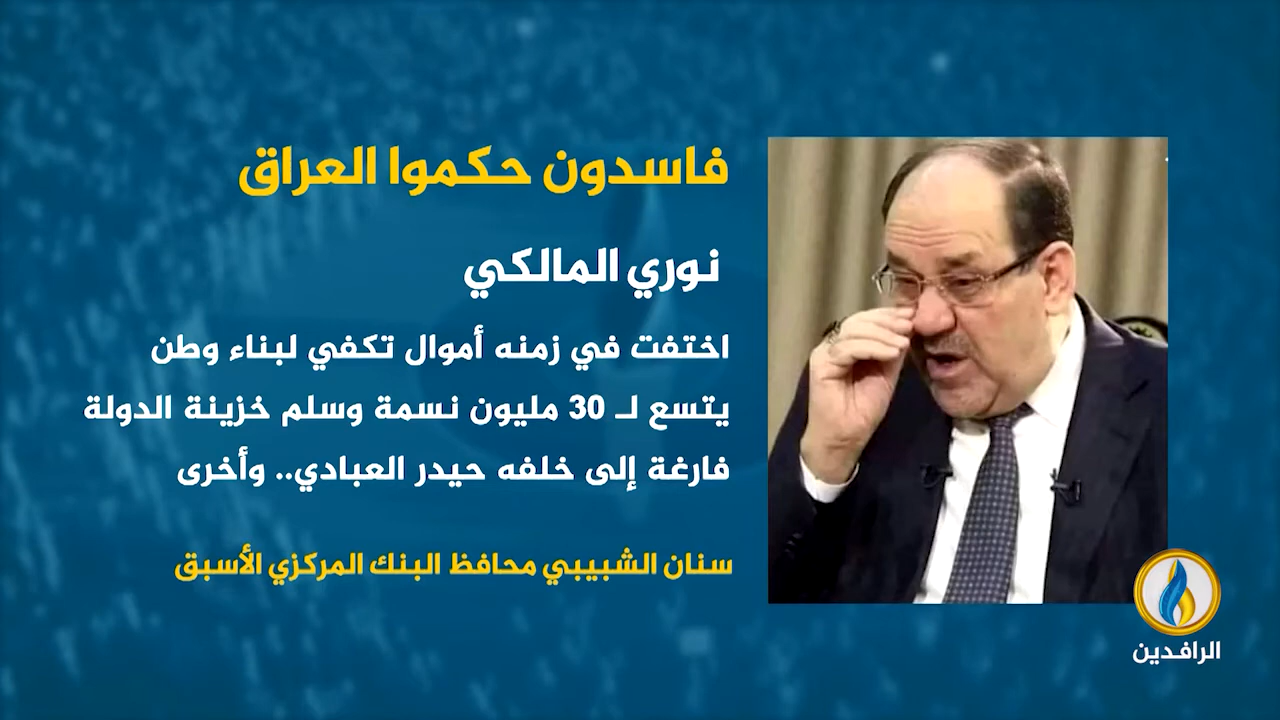 فاسدون حكموا العراق
نوري المالكي
اختفت في زمنه أموال تكفي لبناء وطن
يتسع لـ 30 مليون نسمة وسلم خزينة الدولة
فارغة إلى خلفه حيدر العبادي.. وأخرى
سنان الشبيبي محافظ البنك المركزي الأسبق
الرافدين